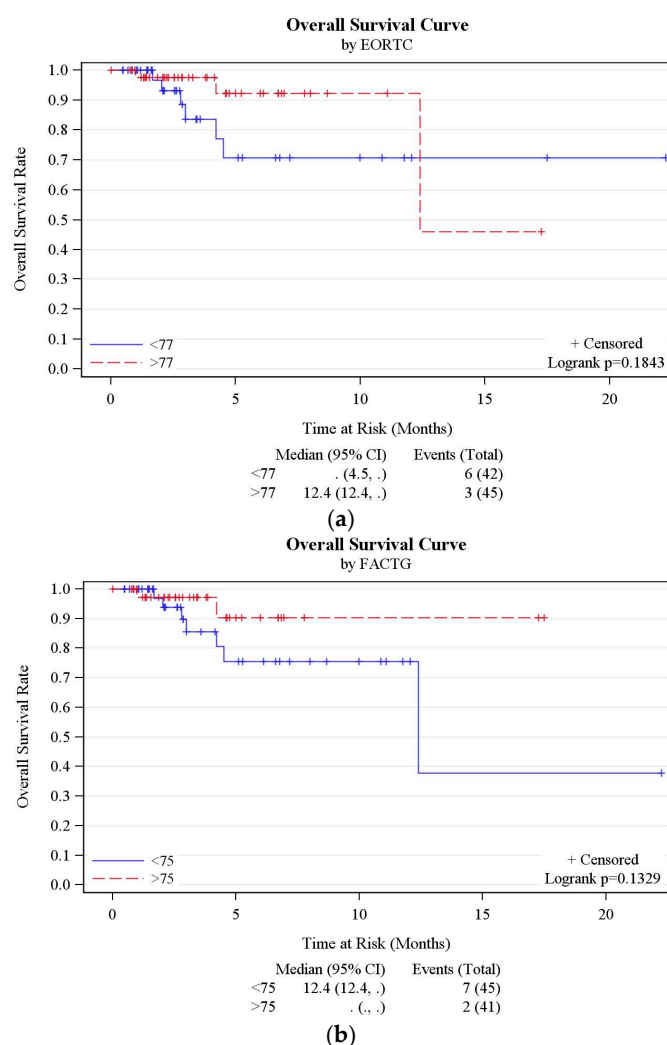 Overall Survival Curve
by EORTC
Overall Survival Rate
1.0
0.9
0.8
0.7
0.6
0.5
0.4
0.3
0.2
0.1
0.0
<77
>77
+ Censored
Logrank p=0.1843
0 5 10 15 20
Time at Risk (Months)
Median (95% CI) Events (Total)
<77 . (4.5, .) 6 (42)
>77 12.4 (12.4, .) 3 (45)
(a)
Overall Survival Curve
by FACTG
Overall Survival Rate
1.0
0.9
0.8
0.7
0.6
0.5
0.4
0.3
0.2
0.1
0.0
<75
>75
+ Censored
Logrank p=0.1329
0 5 10 15 20
Time at Risk (Months)
Median (95% CI) Events (Total)
<75 12.4 (12.4, .) 7 (45)
>75 . (., .) 2 (41)
(b)